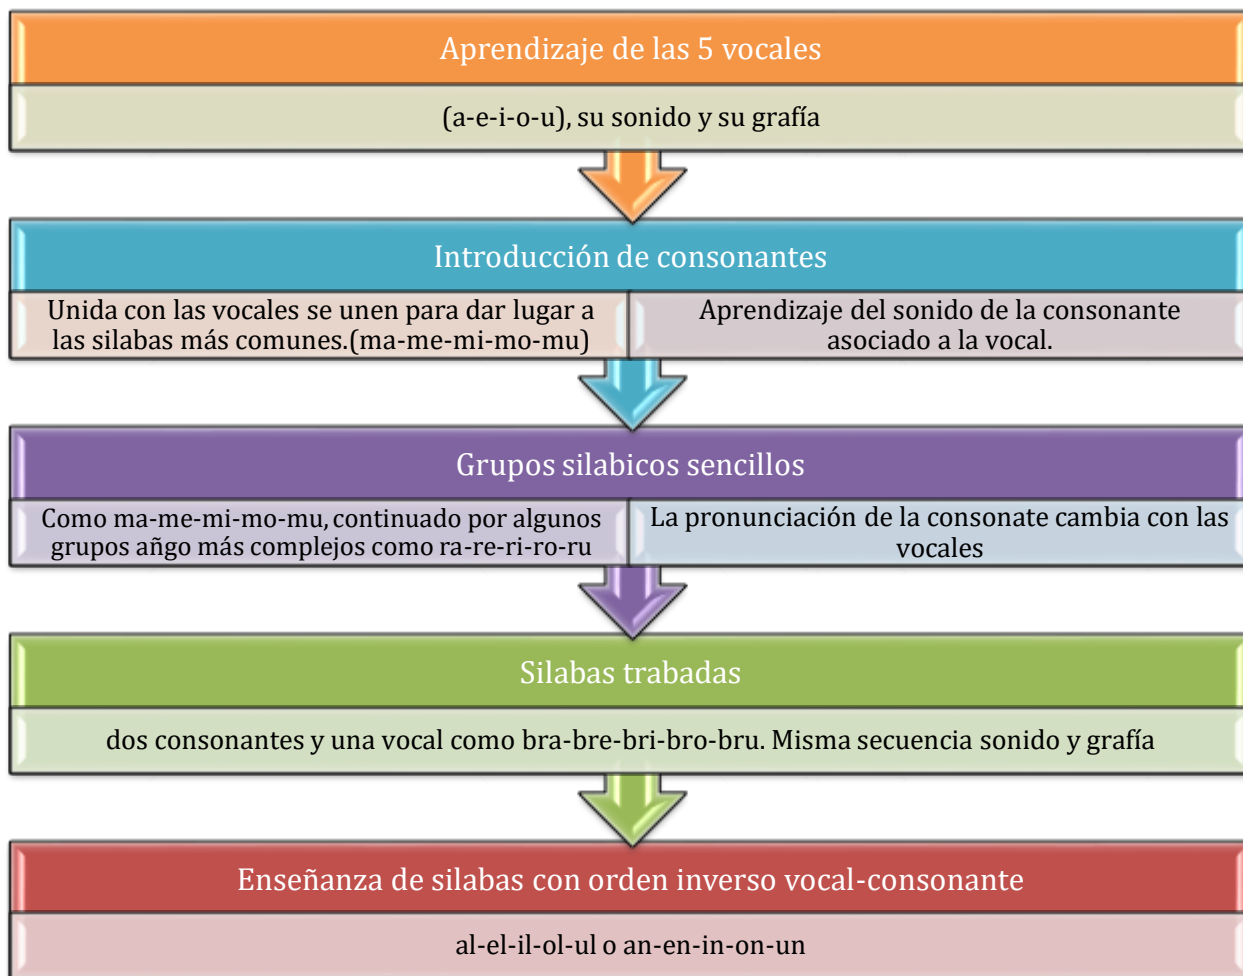 Aprendizaje de las 5 vocales
(a-e-i-o-u), su sonido y su grafía
Introducción de consonantes
Unida con las vocales se unen para dar lugar a
las silabas más comunes.(ma-me-mi-mo-mu)
Aprendizaje del sonido de la consonante
asociado a la vocal.
Grupos silabicos sencillos
Como ma-me-mi-mo-mu, continuado por algunos
grupos añgo más complejos como ra-re-ri-ro-ru
La pronunciación de la consonate cambia con las
vocales
Silabas trabadas
dos consonantes y una vocal como bra-bre-bri-bro-bru. Misma secuencia sonido y grafía
Enseñanza de silabas con orden inverso vocal-consonante
al-el-il-ol-ul o an-en-in-on-un